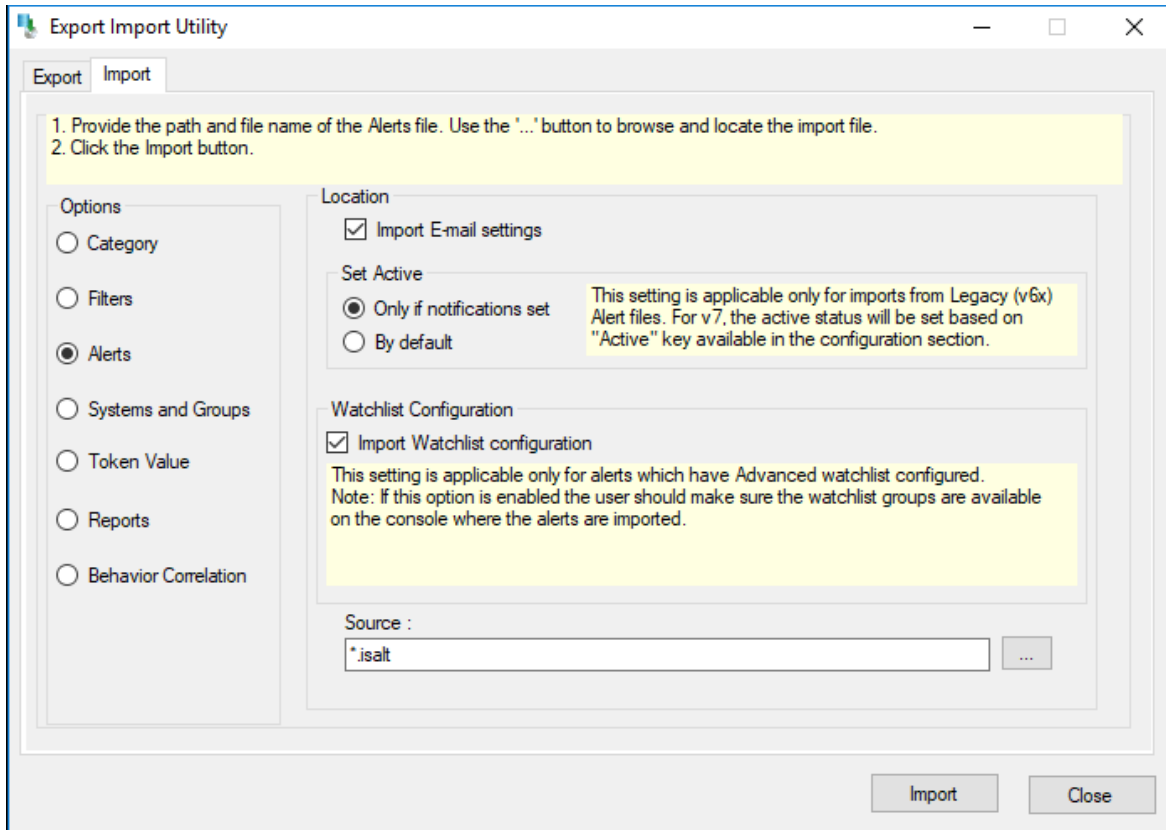 Export Import Utility
Export
Import
1. Provide the path and file name of the Alerts file. Use the '...' button to browse and locate the import file.
2. Click the Import button.
Options
Category
Filters
Alerts
Systems and Groups
Token Value
Reports
Behavior Correlation
Location
Import E-mail settings
Set Active
Only if notifications set
By default
This setting is applicable only for imports from Legacy (v6x)
Alert files. For v7, the active status will be set based on
"Active" key available in the configuration section.
Watchlist Configuration
Import Watchlist configuration
This setting is applicable only for alerts which have Advanced watchlist configured.
Note: If this option is enabled the user should make sure the watchlist groups are available
on the console where the alerts are imported.
Source :
*.isalt
...
Import
Close